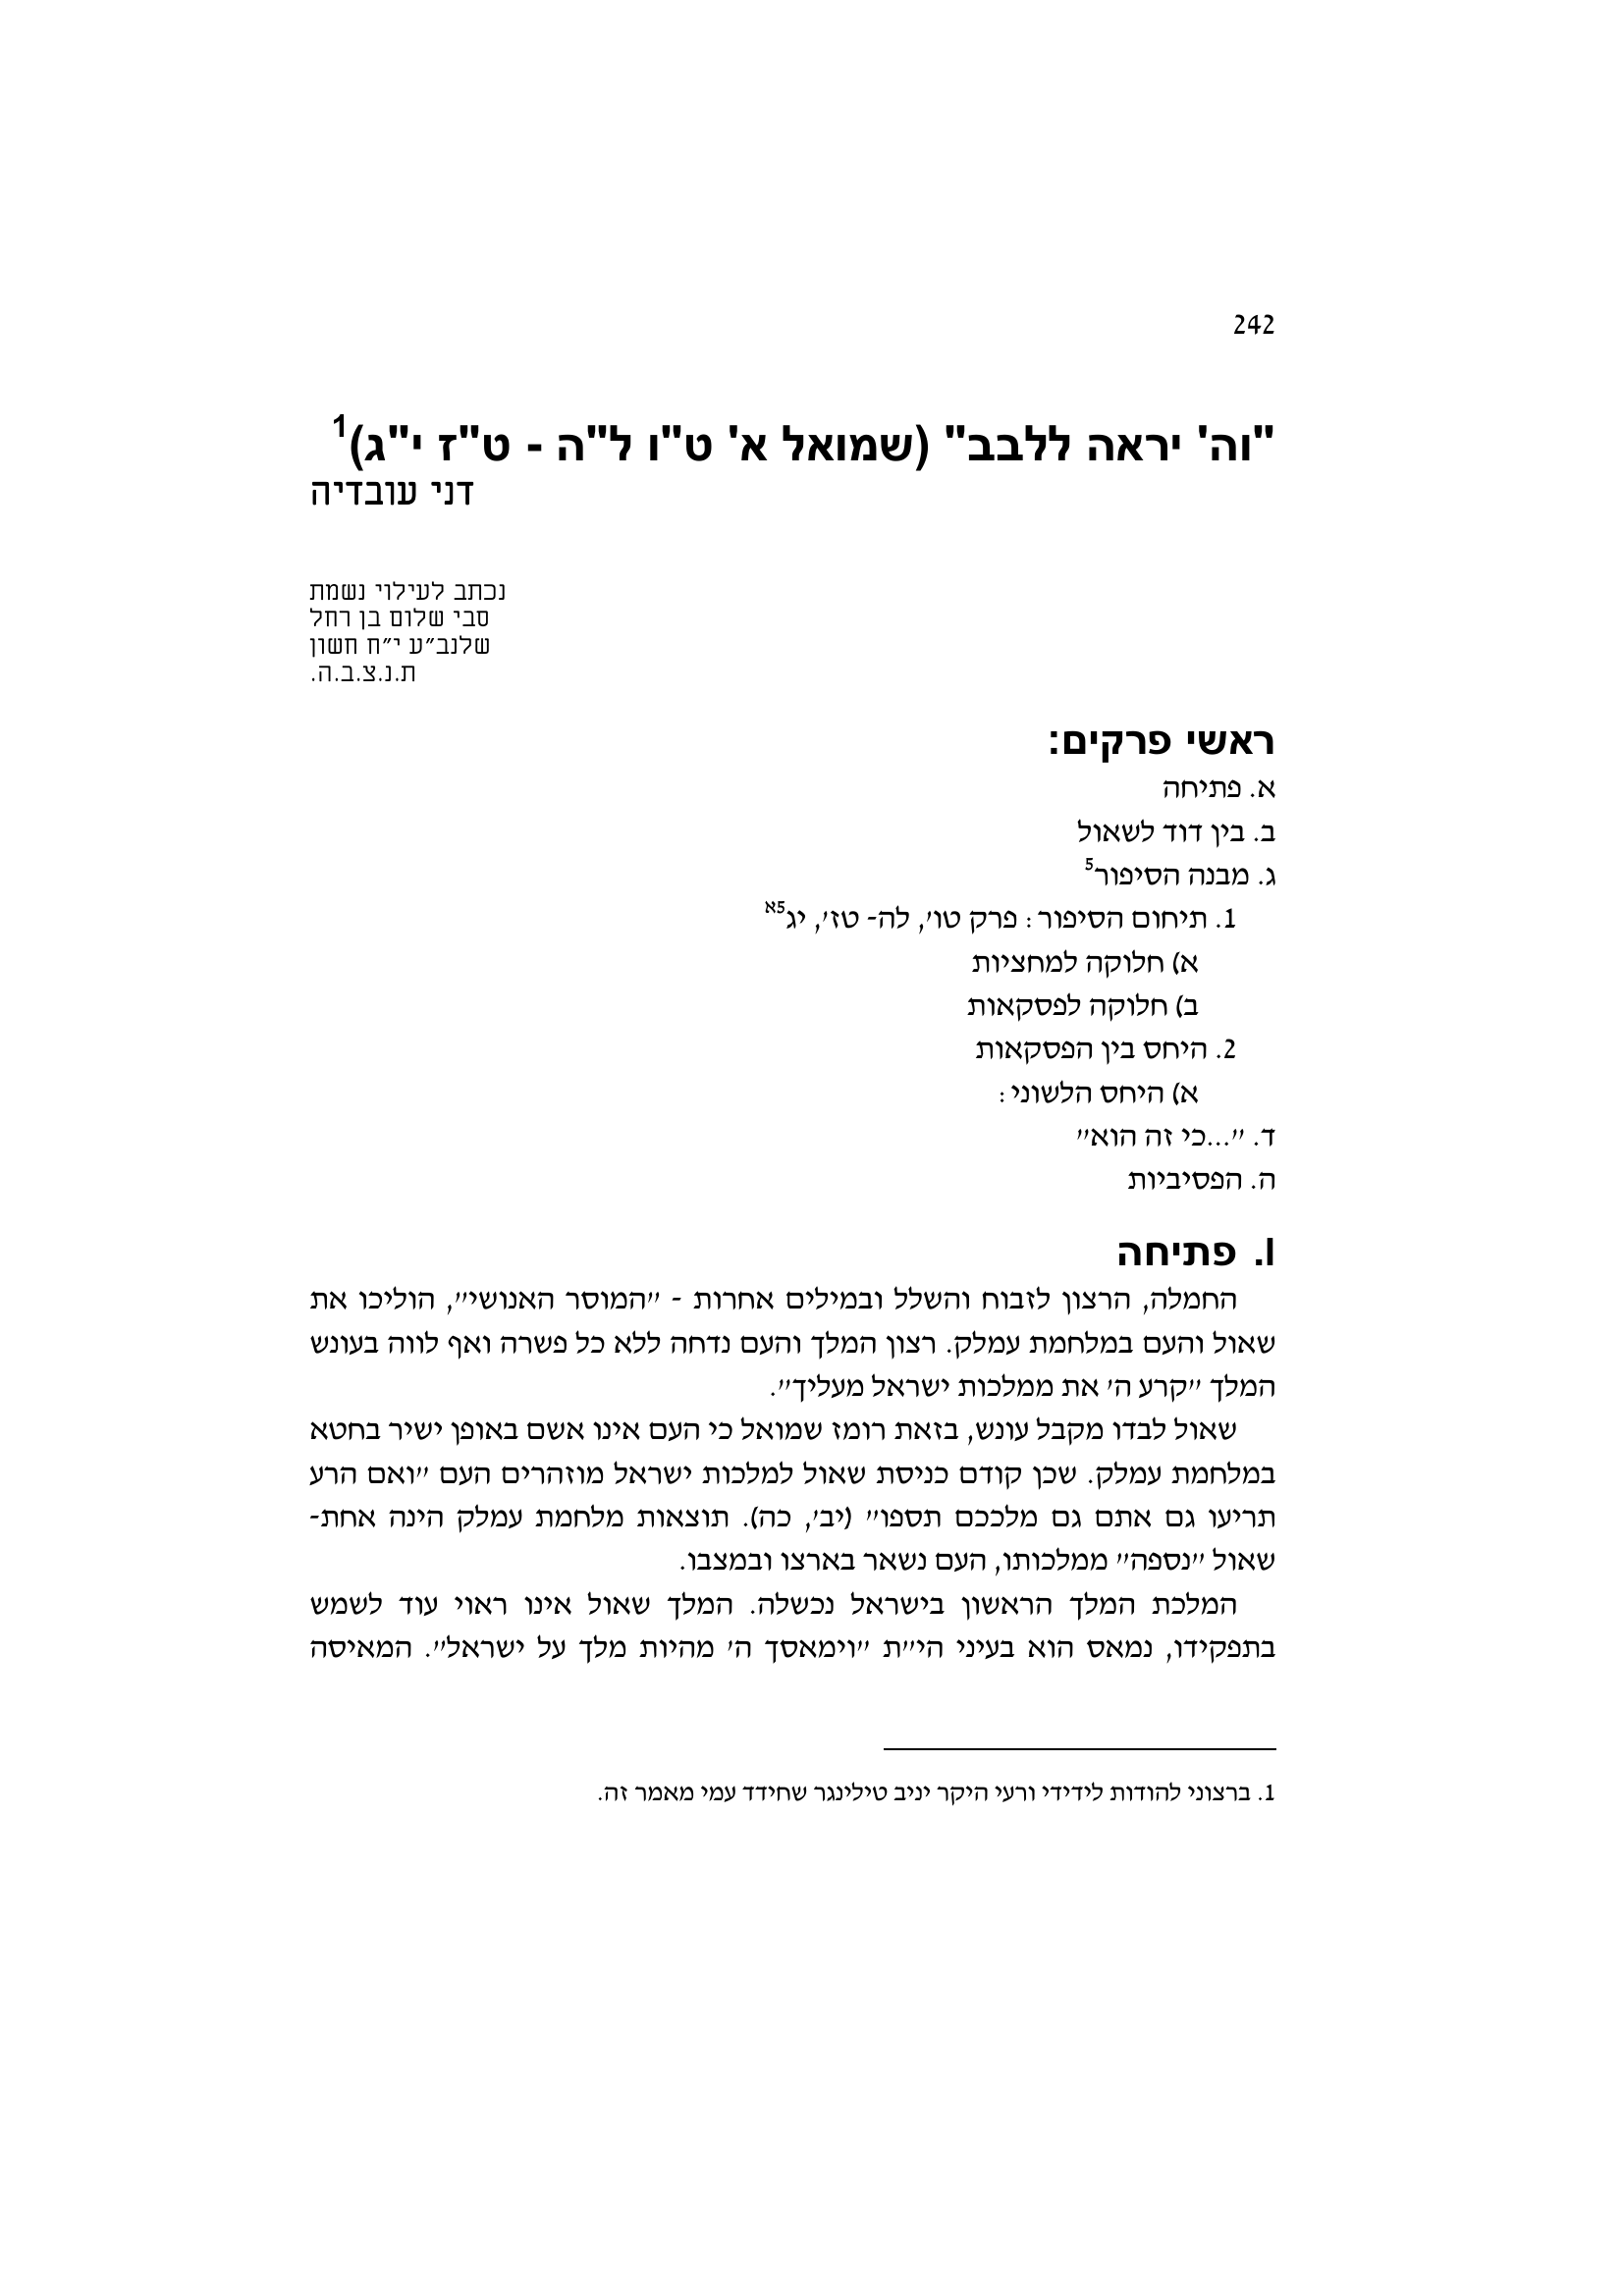 242
"וה' יראה ללבב" (שמואל א' ט"ו ל"ה - ט"ז י"ג)1
דני עובדיה
נכתב לעילוי נשמת
סבי שלום בן רחל
שלנב״ע י״ח חשון
ת.נ.צ.ב.ה.
ראשי פרקים:
א. פתיחה
ב. בין דוד לשאול
ג. מבנה הסיפור5
1. תיחום הסיפור: פרק טו׳, לה- טז׳, יג5א
א) חלוקה למחציות
ב) חלוקה לפסקאות
2. היחס בין הפסקאות
א) היחס הלשוני:
ד. ״...כי זה הוא״
ה. הפסיביות
I. פתיחה
החמלה, הרצון לזבוח והשלל ובמילים אחרות - ״המוסר האנושי״, הוליכו את
שאול והעם במלחמת עמלק. רצון המלך והעם נדחה ללא כל פשרה ואף לווה בעונש
המלך ״קרע ה׳ את ממלכות ישראל מעליך״.
שאול לבדו מקבל עונש, בזאת רומז שמואל כי העם אינו אשם באופן ישיר בחטא
במלחמת עמלק. שכן קודם כניסת שאול למלכות ישראל מוזהרים העם ״ואם הרע
תריעו גם אתם גם מלככם תספו״ (יב׳, כה). תוצאות מלחמת עמלק הינה אחת-
שאול ״נספה״ ממלכותו, העם נשאר בארצו ובמצבו.
המלכת המלך הראשון בישראל נכשלה. המלך שאול אינו ראוי עוד לשמש
בתפקידו, נמאס הוא בעיני הי״ת ״וימאסך ה׳ מהיות מלך על ישראל״. המאיסה
1. ברצוני להודות לידידי ורעי היקר יניב טילינגר שחידד עמי מאמר זה.